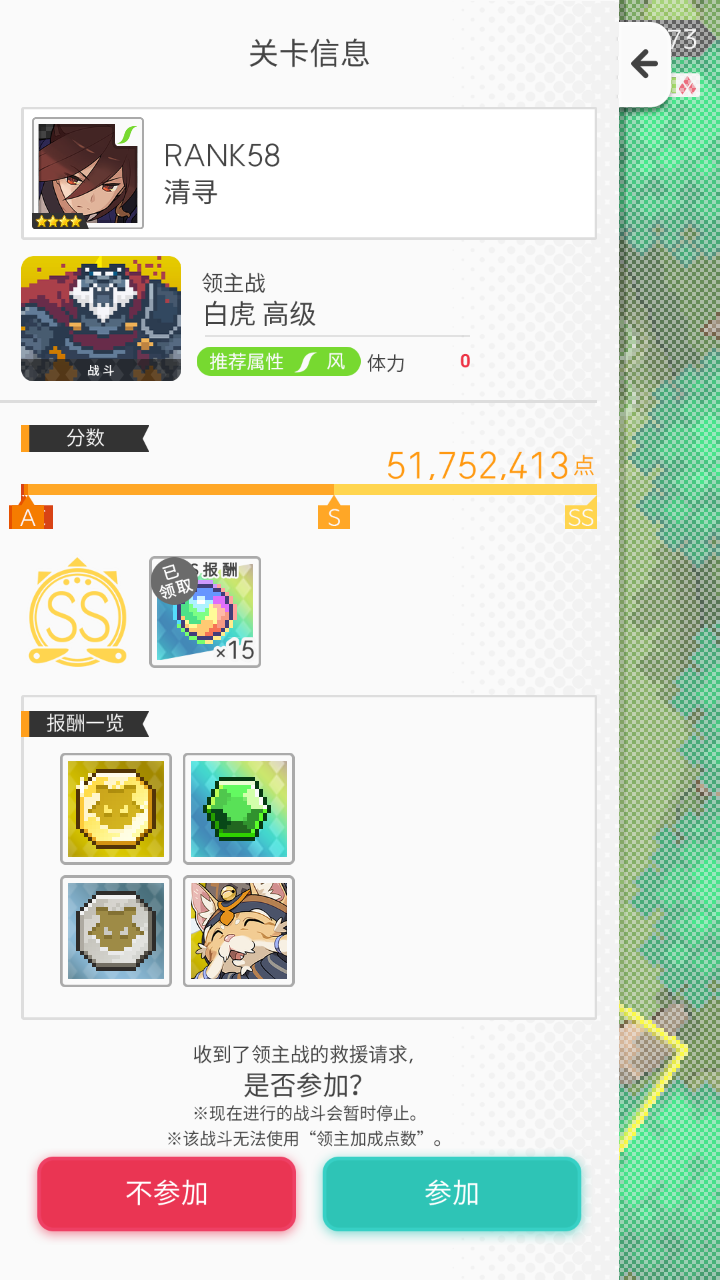 关卡信息
73
RANK58
清寻
领主战
白虎 高级
战斗
推荐属性 风 体力 0
分数
51,752,413点
A S SS
SS
已领取
S报酬
×15
报酬一览
收到了领主战的救援请求，
是否参加？
※现在进行的战斗会暂时停止。
※该战斗无法使用“领主加成点数”。
不参加 参加